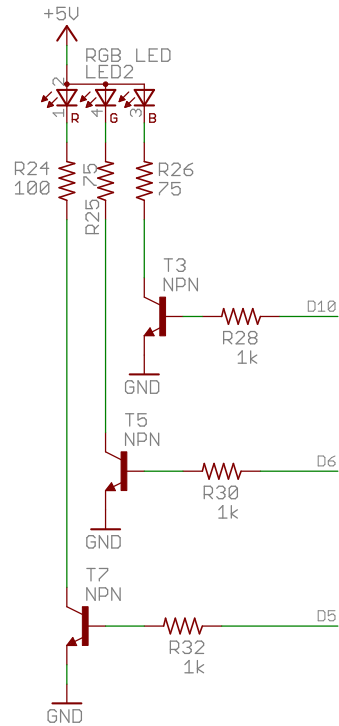 +5V
RGB LED
LED2
2
1
R
4
G
3
B
R24
100
R25
75
R26
75
T3
NPN
D10
R28
1k
GND
T5
NPN
D6
R30
1k
GND
T7
NPN
D5
R32
1k
GND